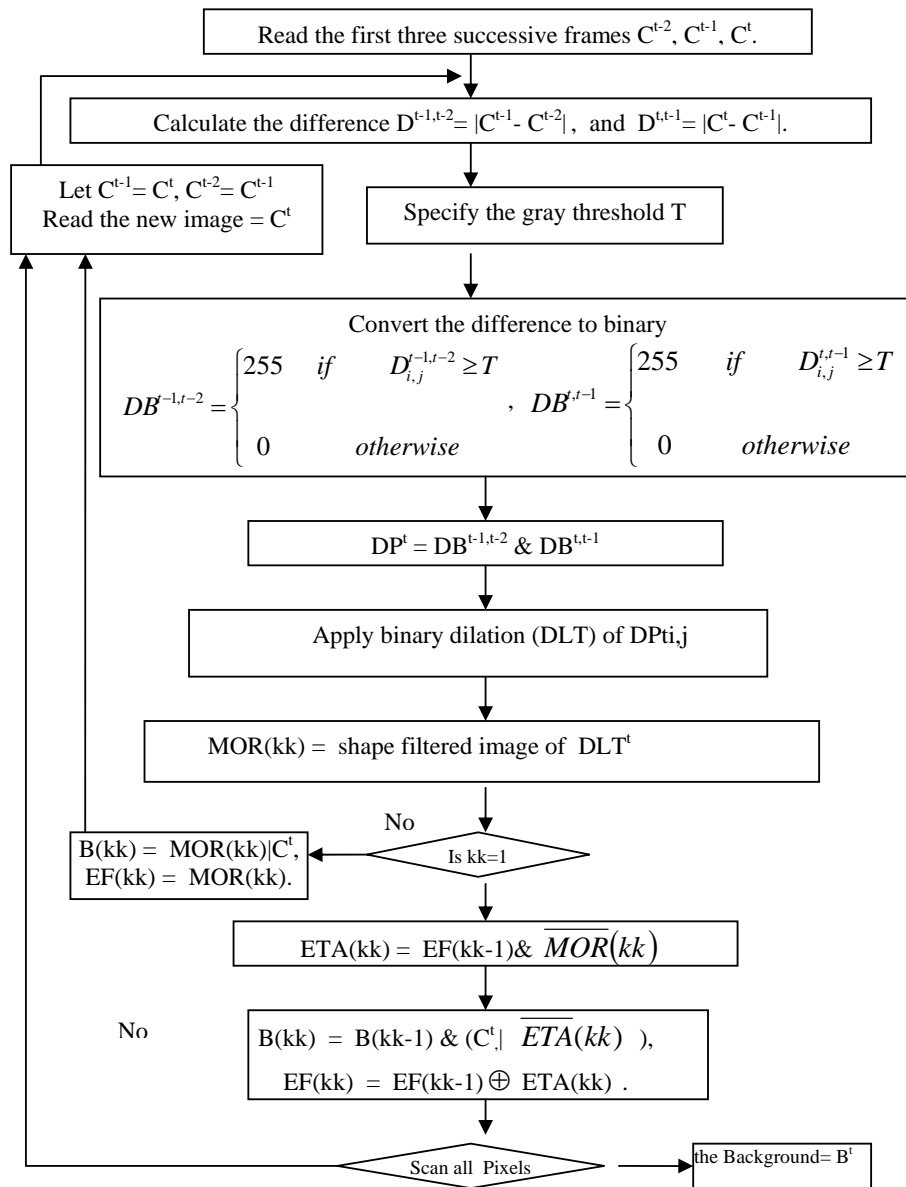 Read the first three successive frames C^{t-2}, C^{t-1}, C^t.
Calculate the difference D^{t-1,t-2}= |C^{t-1}- C^{t-2}| , and D^{t,t-1}= |C^t- C^{t-1}|.
Let C^{t-1}= C^t, C^{t-2}= C^{t-1}
Read the new image = C^t
Specify the gray threshold T
Convert the difference to binary
DB^{t-1,t-2} = { 255 if D_{i,j}^{t-1,t-2} ≥ T ; 0 otherwise , DB^{t,t-1} = { 255 if D_{i,j}^{t,t-1} ≥ T ; 0 otherwise
DP^t = DB^{t-1,t-2} & DB^{t,t-1}
Apply binary dilation (DLT) of DPti,j
MOR(kk) = shape filtered image of DLT^t
No
Is kk=1
B(kk) = MOR(kk)|C^t,
EF(kk) = MOR(kk).
ETA(kk) = EF(kk-1)& \overline{MOR}(kk)
No
B(kk) = B(kk-1) & (C^t,| \overline{ETA}(kk) ),
EF(kk) = EF(kk-1) ⊕ ETA(kk) .
Scan all Pixels
the Background= B^t